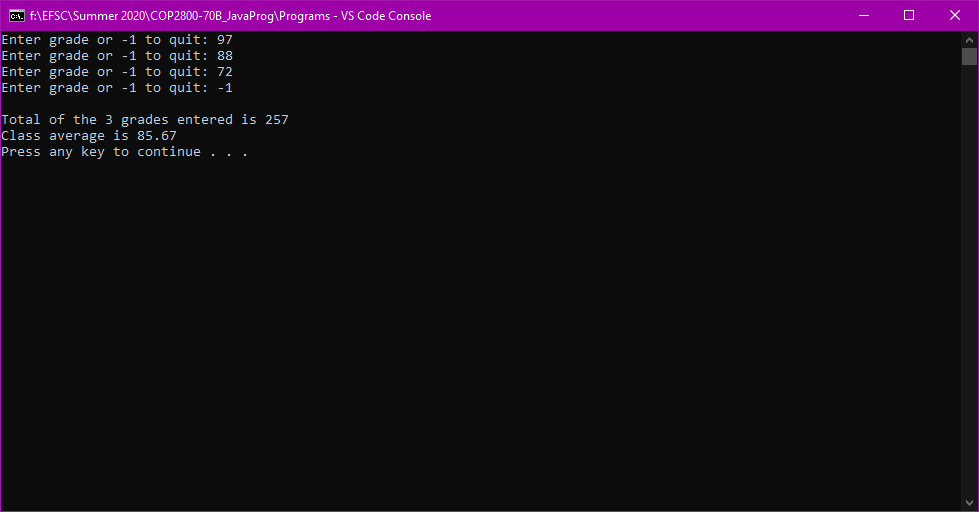 f:\EFSC\Summer 2020\COP2800-70B_JavaProg\Programs - VS Code Console
Enter grade or -1 to quit: 97
Enter grade or -1 to quit: 88
Enter grade or -1 to quit: 72
Enter grade or -1 to quit: -1

Total of the 3 grades entered is 257
Class average is 85.67
Press any key to continue . . .